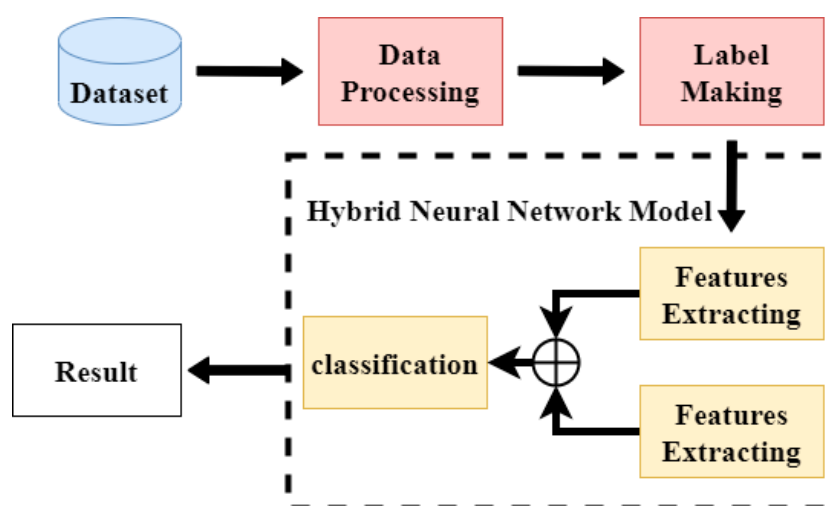 Dataset
Data
Processing
Label
Making
Hybrid Neural Network Model
Features
Extracting
classification
Result
Features
Extracting